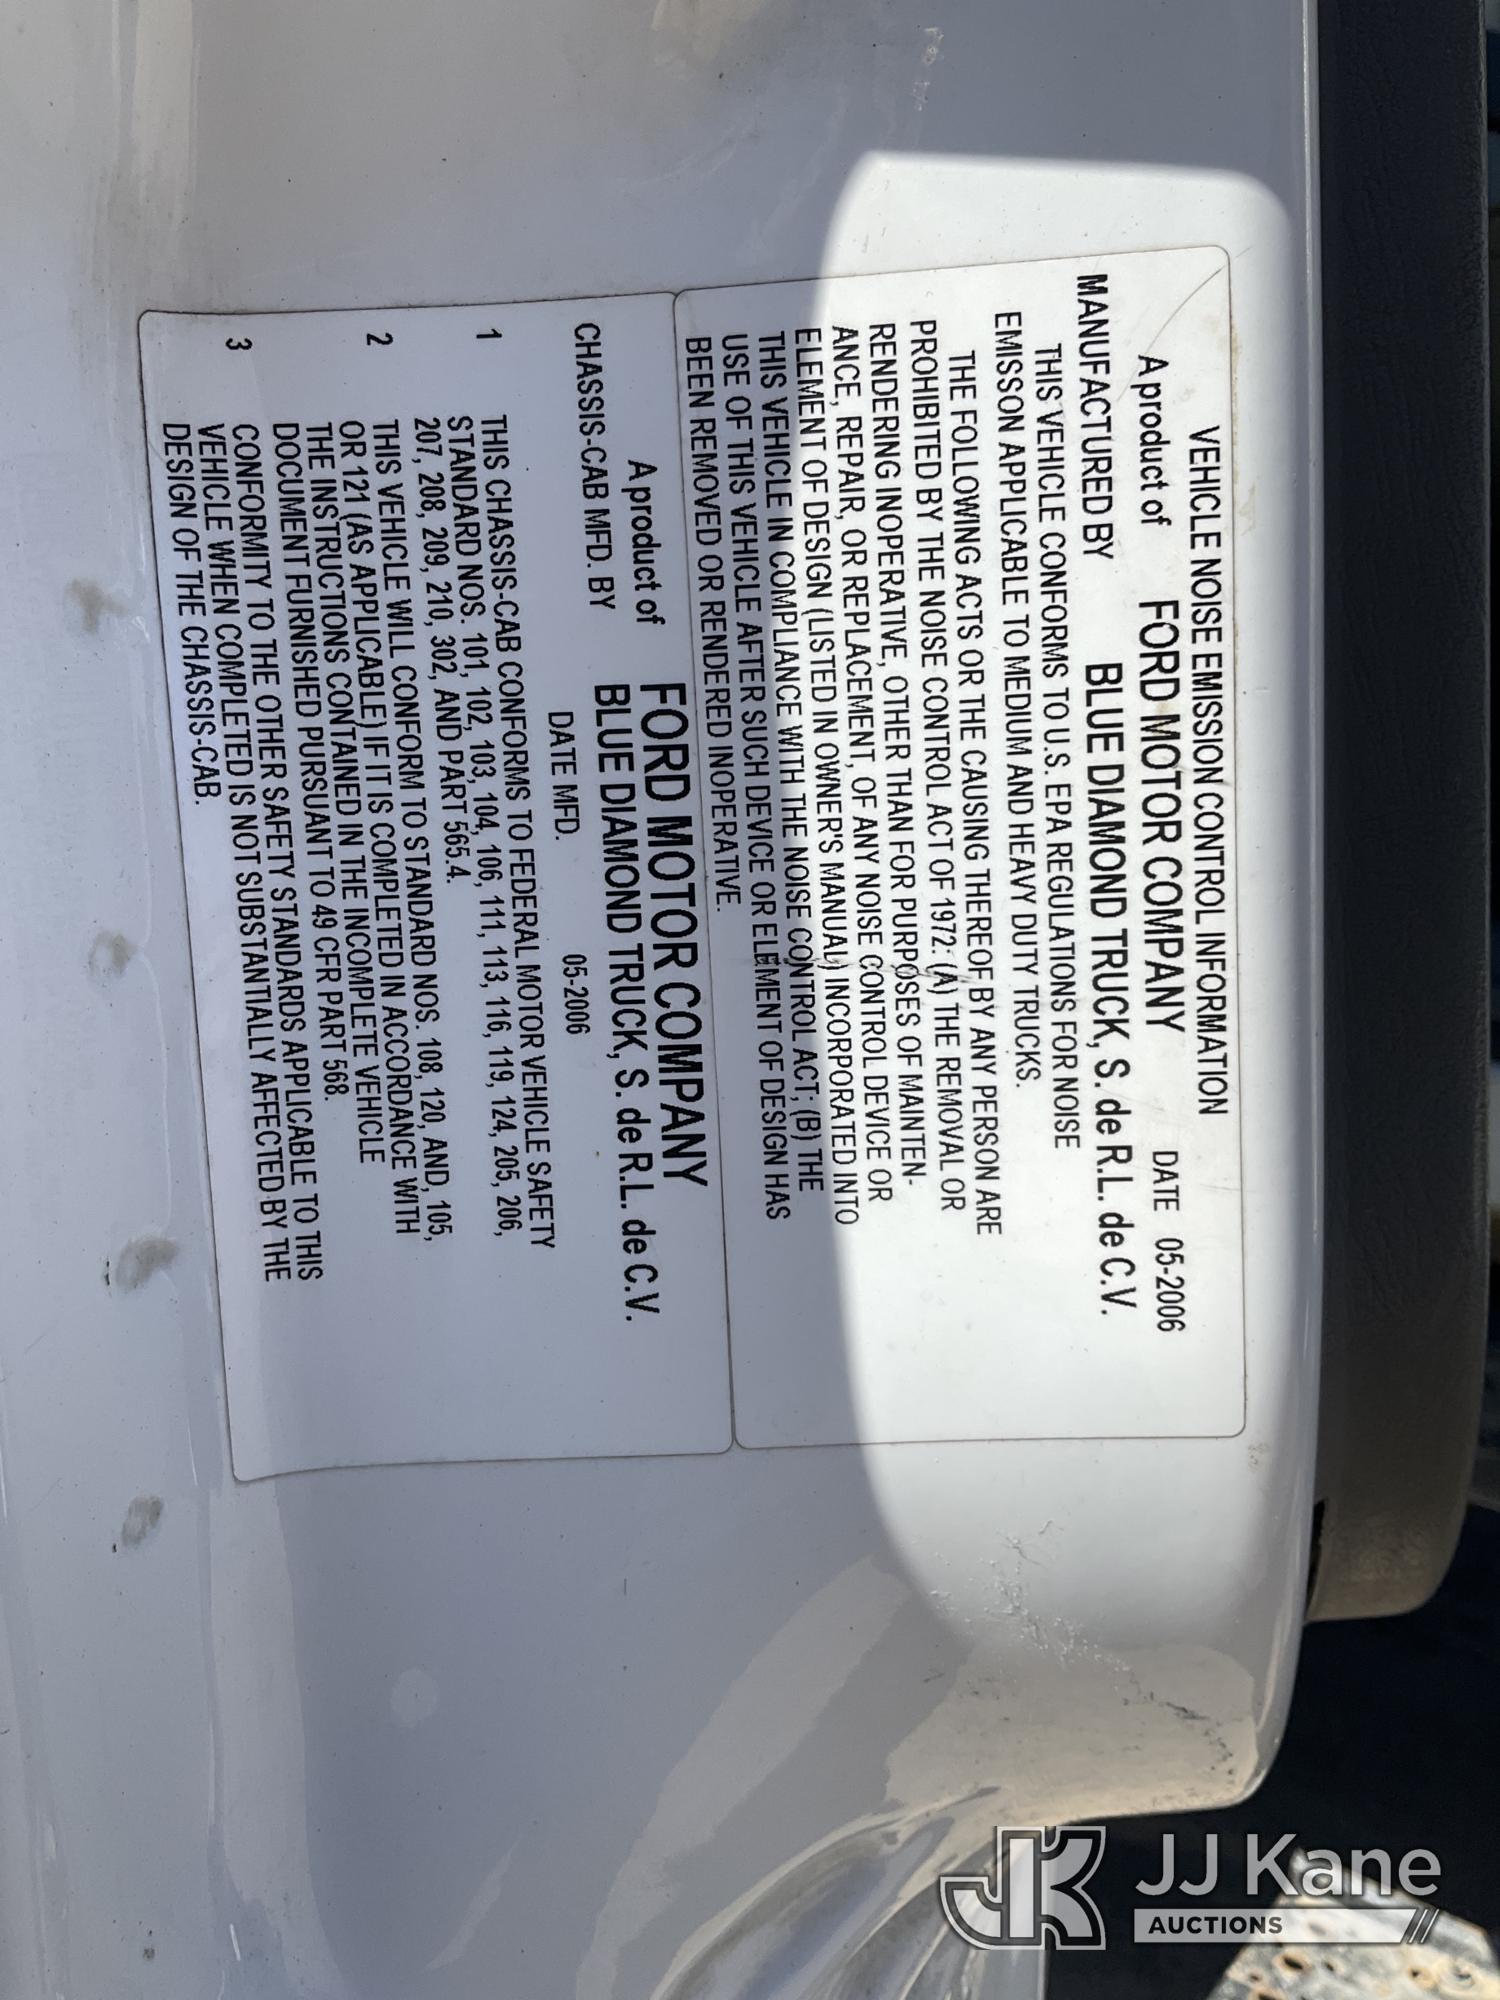 VEHICLE NOISE EMISSION CONTROL INFORMATION
A product of FORD MOTOR COMPANY DATE 05-2006
MANUFACTURED BY BLUE DIAMOND TRUCK, S. de R.L. de C.V.
THIS VEHICLE CONFORMS TO U.S. EPA REGULATIONS FOR NOISE
EMISSON APPLICABLE TO MEDIUM AND HEAVY DUTY TRUCKS.
THE FOLLOWING ACTS OR THE CAUSING THEREOF BY ANY PERSON ARE
PROHIBITED BY THE NOISE CONTROL ACT OF 1972: (A) THE REMOVAL OR
RENDERING INOPERATIVE, OTHER THAN FOR PURPOSES OF MAINTEN-
ANCE, REPAIR, OR REPLACEMENT, OF ANY NOISE CONTROL DEVICE OR
ELEMENT OF DESIGN (LISTED IN OWNER'S MANUAL) INCORPORATED INTO
THIS VEHICLE IN COMPLIANCE WITH THE NOISE CONTROL ACT; (B) THE
USE OF THIS VEHICLE AFTER SUCH DEVICE OR ELEMENT OF DESIGN HAS
BEEN REMOVED OR RENDERED INOPERATIVE.
A product of FORD MOTOR COMPANY
CHASSIS-CAB MFD. BY BLUE DIAMOND TRUCK, S. de R.L. de C.V.
DATE MFD. 05-2006
1 THIS CHASSIS-CAB CONFORMS TO FEDERAL MOTOR VEHICLE SAFETY
STANDARD NOS. 101, 102, 103, 104, 106, 111, 113, 116, 119, 124, 205, 206,
207, 208, 209, 210, 302, AND PART 565.4.
2 THIS VEHICLE WILL CONFORM TO STANDARD NOS. 108, 120, AND, 105,
OR 121 (AS APPLICABLE) IF IT IS COMPLETED IN ACCORDANCE WITH
THE INSTRUCTIONS CONTAINED IN THE INCOMPLETE VEHICLE
DOCUMENT FURNISHED PURSUANT TO 49 CFR PART 568.
3 CONFORMITY TO THE OTHER SAFETY STANDARDS APPLICABLE TO THIS
VEHICLE WHEN COMPLETED IS NOT SUBSTANTIALLY AFFECTED BY THE
DESIGN OF THE CHASSIS-CAB.
JK JJ Kane
AUCTIONS